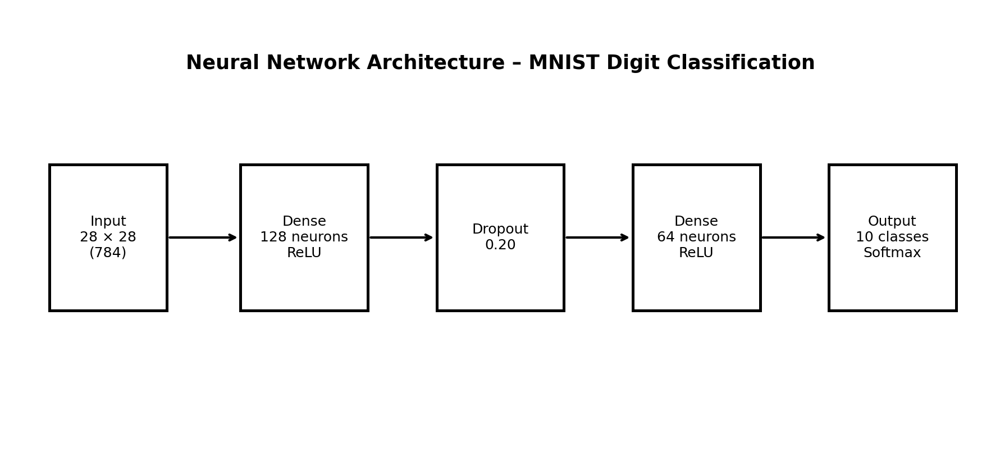 Neural Network Architecture – MNIST Digit Classification
Input
28 × 28
(784)
Dense
128 neurons
ReLU
Dropout
0.20
Dense
64 neurons
ReLU
Output
10 classes
Softmax